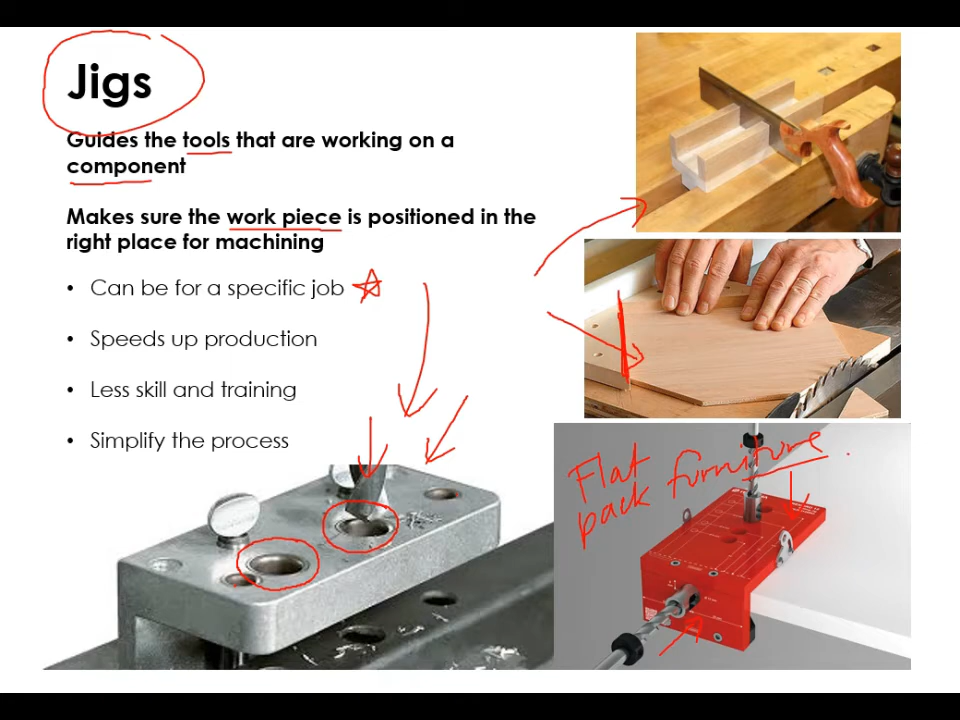 Jigs
Guides the tools that are working on a
component
Makes sure the work piece is positioned in the
right place for machining
• Can be for a specific job
• Speeds up production
• Less skill and training
• Simplify the process
Flat
pack furniture.